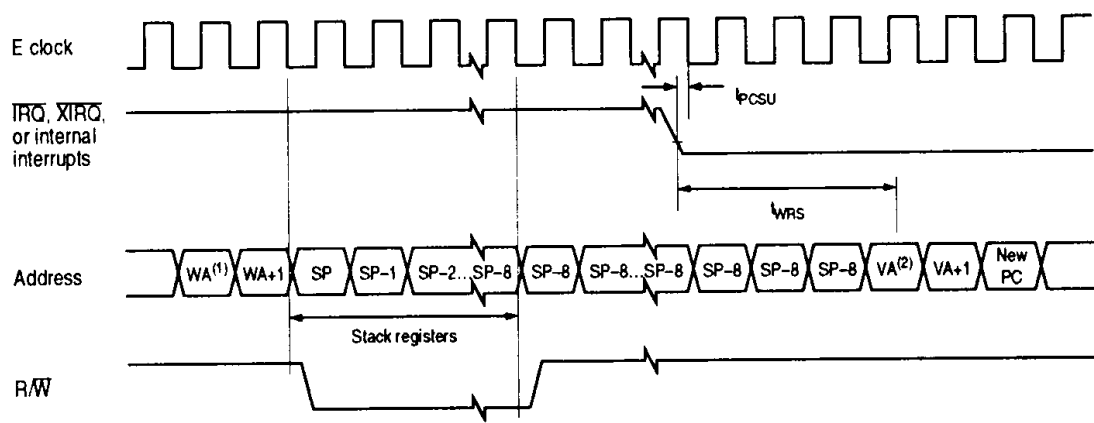 E clock
IRQ, XIRQ,
or internal
interrupts
tPCSU
tWRS
Address
WA(1) WA+1 SP SP–1 SP–2...SP–8 SP–8 SP–8...SP–8 SP–8 SP–8 SP–8 VA(2) VA+1 New PC
Stack registers
R/W